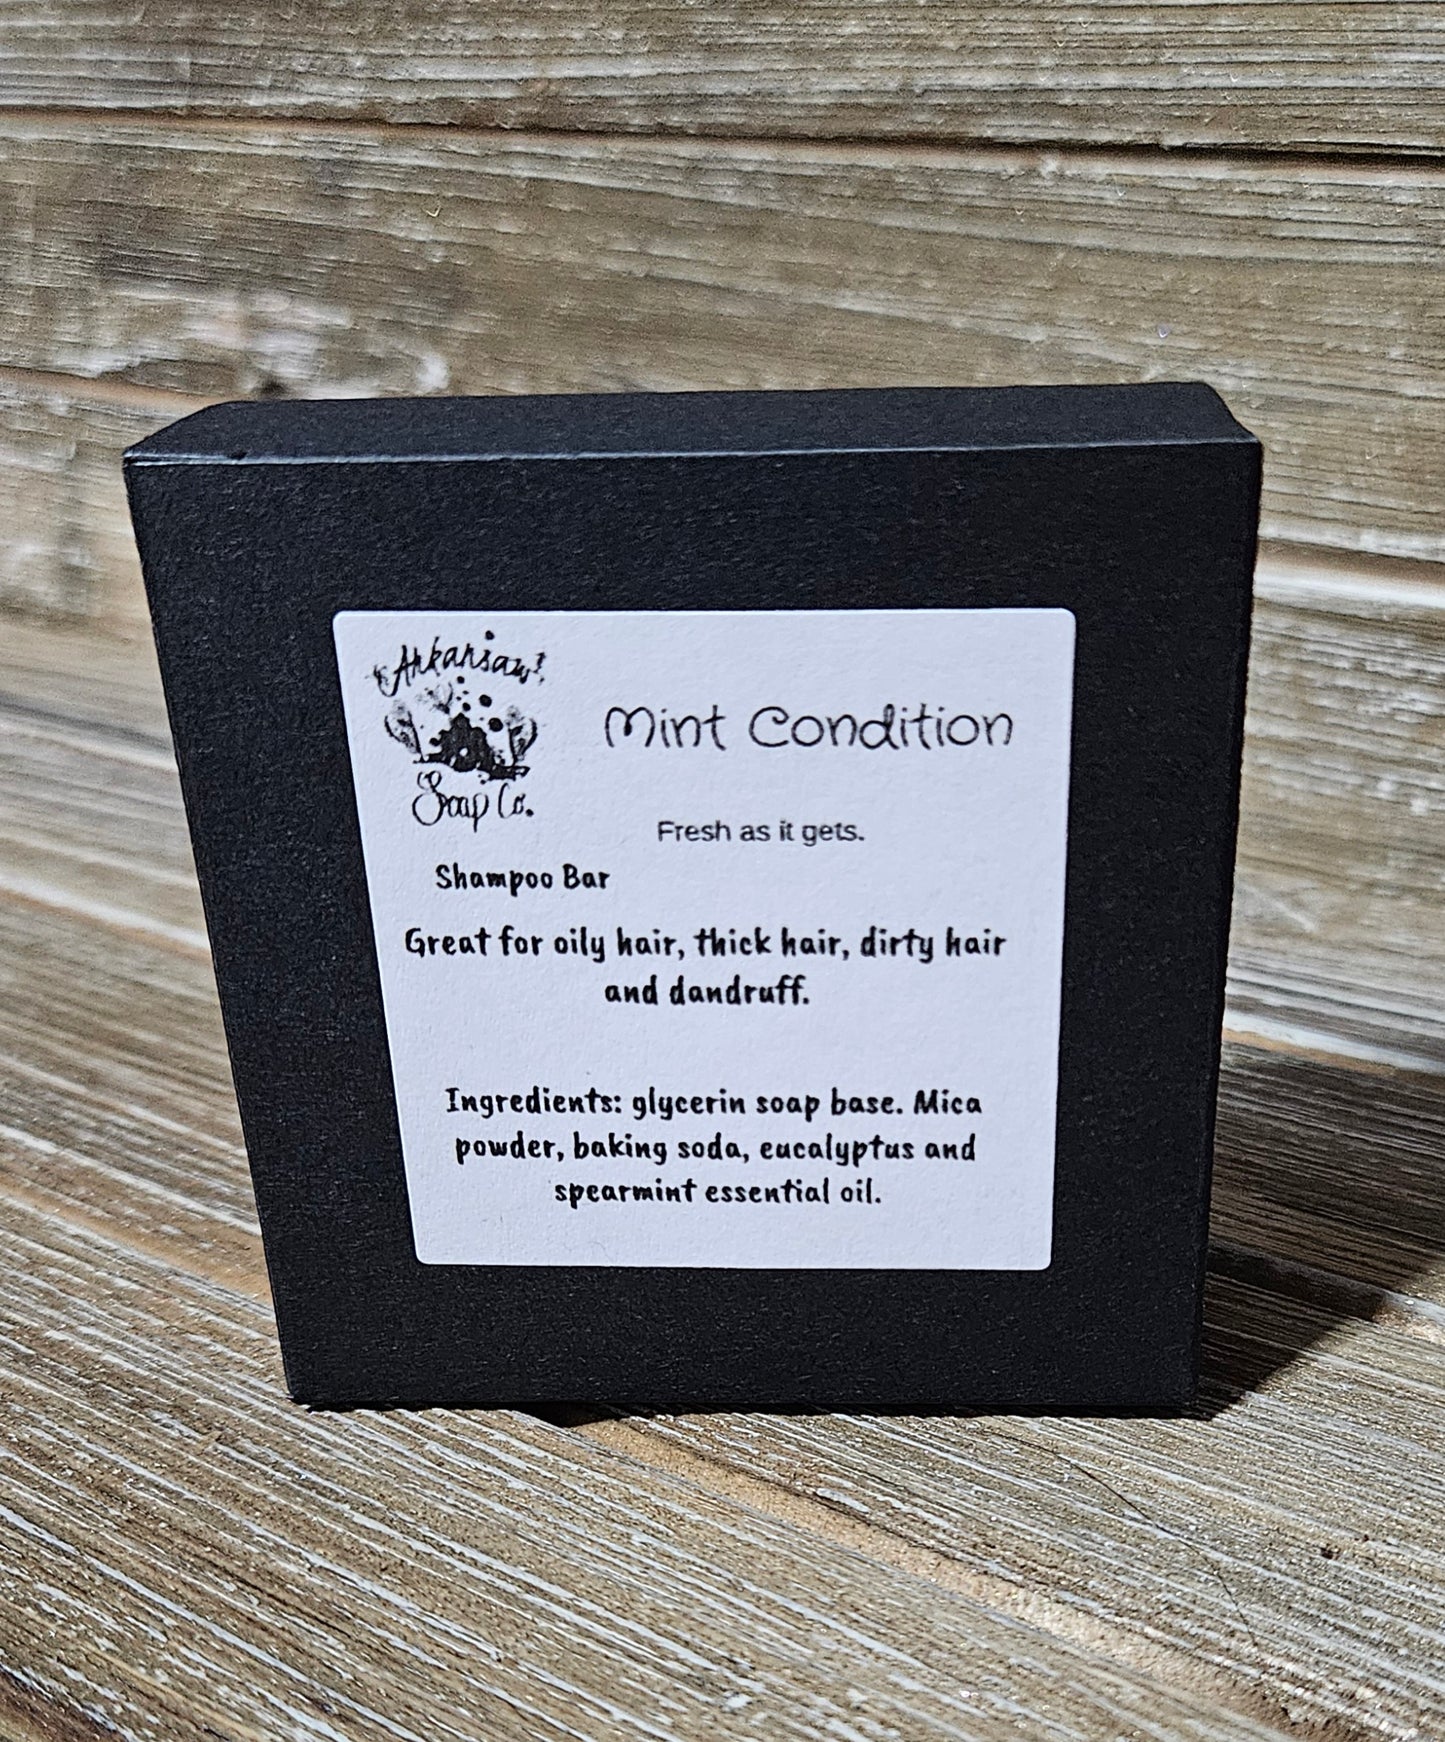 Arkansaw
Soap Co.
Mint Condition
Fresh as it gets.
Shampoo Bar
Great for oily hair, thick hair, dirty hair
and dandruff.
Ingredients: glycerin soap base. Mica
powder, baking soda, eucalyptus and
spearmint essential oil.